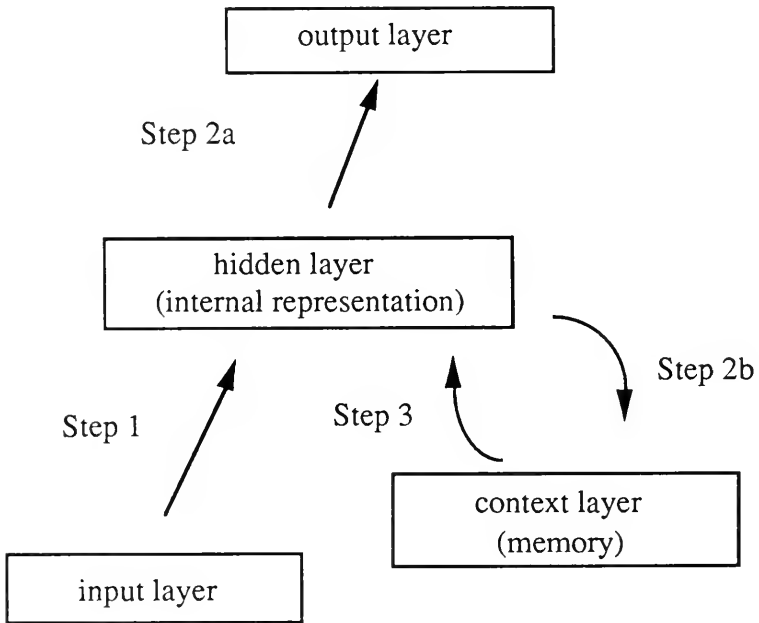 output layer
Step 2a
hidden layer
(internal representation)
Step 2b
Step 3
Step 1
context layer
(memory)
input layer